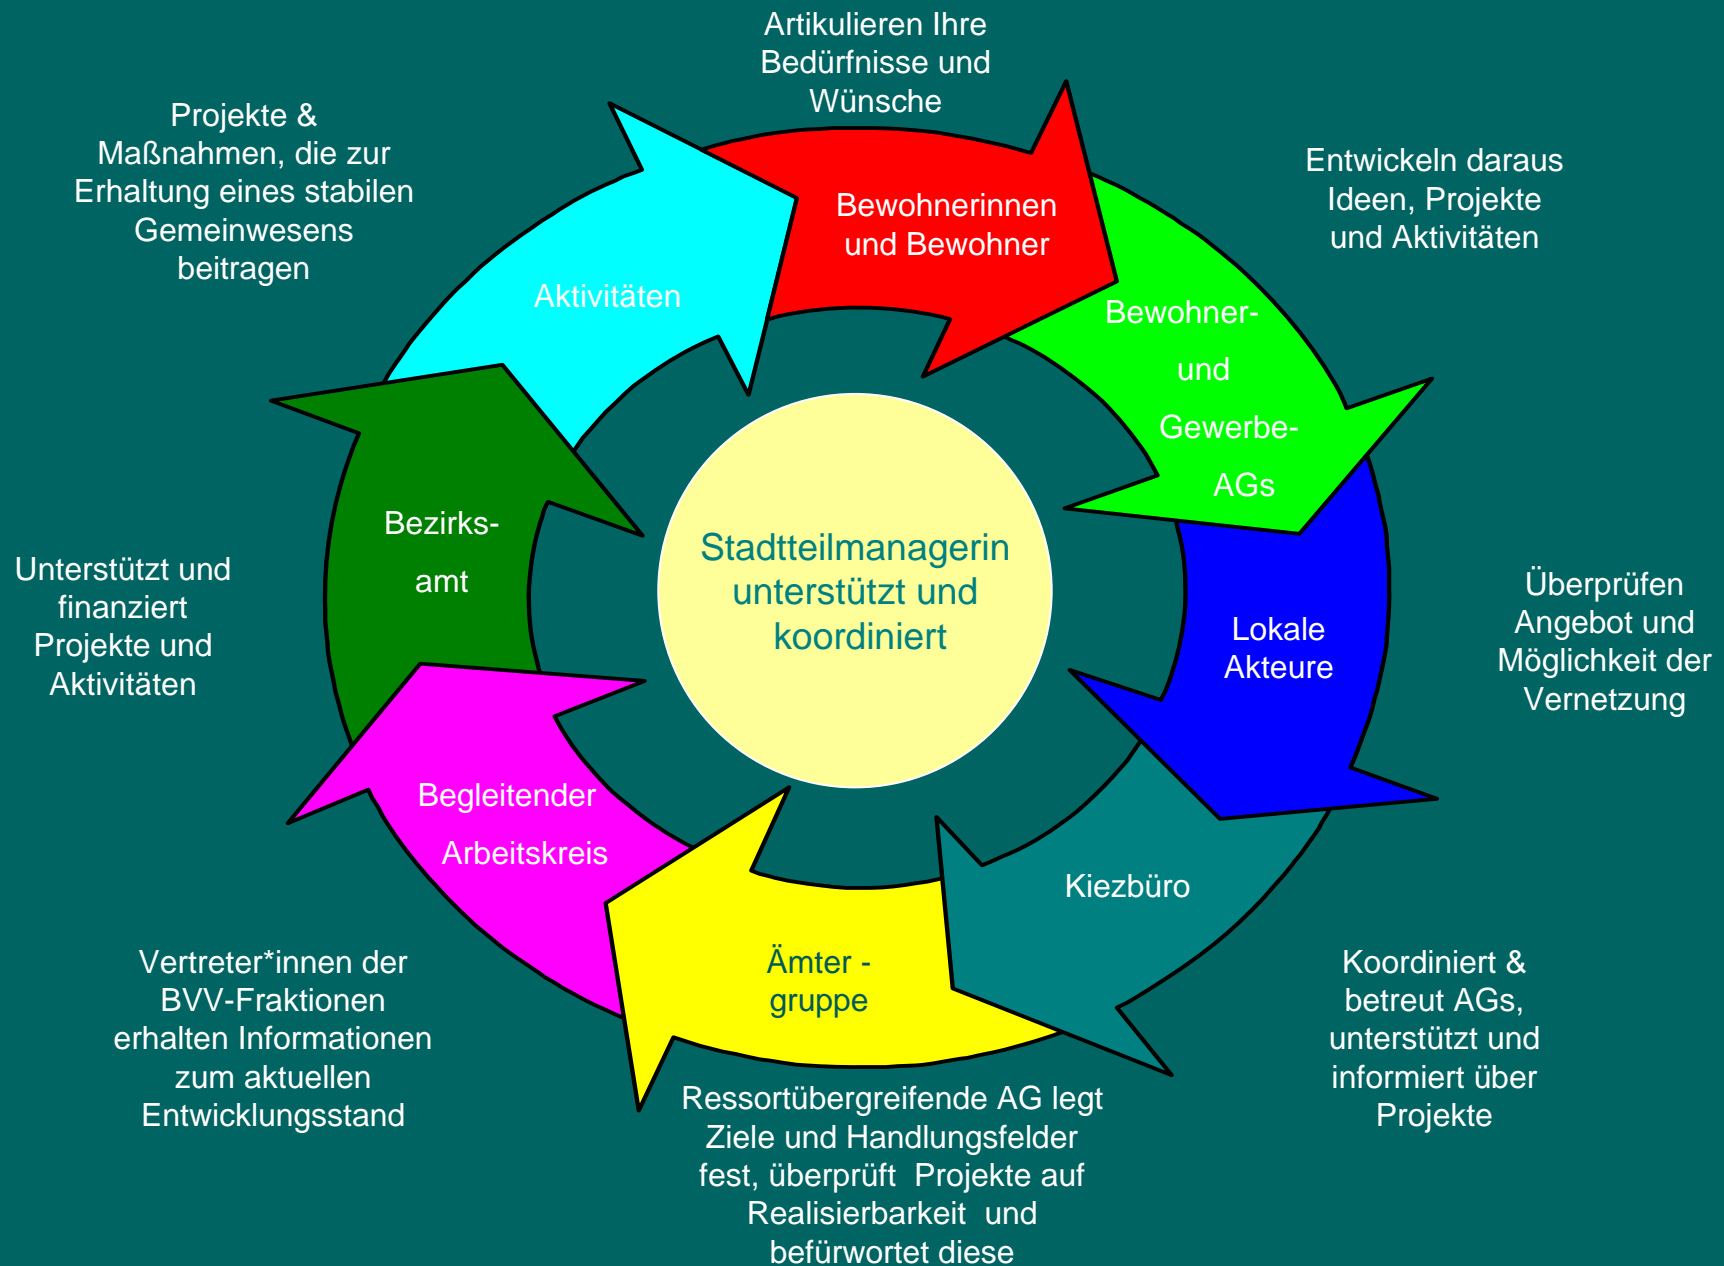 Artikulieren Ihre
Bedürfnisse und
Wünsche
Bewohnerinnen
und Bewohner
Entwickeln daraus
Ideen, Projekte
und Aktivitäten
Bewohner-
und
Gewerbe-
AGs
Überprüfen
Angebot und
Möglichkeit der
Vernetzung
Lokale
Akteure
Koordiniert &
betreut AGs,
unterstützt und
informiert über
Projekte
Kiezbüro
Ressortübergreifende AG legt
Ziele und Handlungsfelder
fest, überprüft  Projekte auf
Realisierbarkeit  und
befürwortet diese
Ämter -
gruppe
Vertreter*innen der
BVV-Fraktionen
erhalten Informationen
zum aktuellen
Entwicklungsstand
Begleitender
Arbeitskreis
Unterstützt und
finanziert
Projekte und
Aktivitäten
Bezirks-
amt
Projekte &
Maßnahmen, die zur
Erhaltung eines stabilen
Gemeinwesens
beitragen
Aktivitäten
Stadtteilmanagerin
unterstützt und
koordiniert